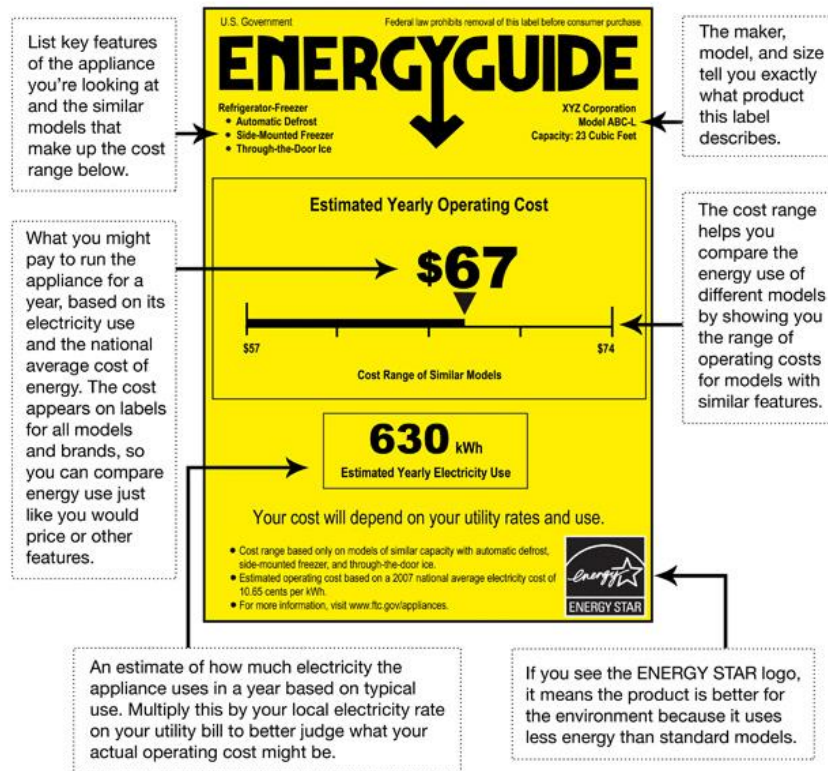 U.S. Government
Federal law prohibits removal of this label before consumer purchase.
ENERGYGUIDE
Refrigerator-Freezer
• Automatic Defrost
• Side-Mounted Freezer
• Through-the-Door Ice
XYZ Corporation
Model ABC-L
Capacity: 23 Cubic Feet
Estimated Yearly Operating Cost
$67
$57
$74
Cost Range of Similar Models
630 kWh
Estimated Yearly Electricity Use
Your cost will depend on your utility rates and use.
• Cost range based only on models of similar capacity with automatic defrost,
side-mounted freezer, and through-the-door ice.
• Estimated operating cost based on a 2007 national average electricity cost of
10.65 cents per kWh.
• For more information, visit www.ftc.gov/appliances.
energy
ENERGY STAR
List key features
of the appliance
you're looking at
and the similar
models that
make up the cost
range below.
What you might
pay to run the
appliance for a
year, based on its
electricity use
and the national
average cost of
energy. The cost
appears on labels
for all models
and brands, so
you can compare
energy use just
like you would
price or other
features.
The maker,
model, and size
tell you exactly
what product
this label
describes.
The cost range
helps you
compare the
energy use of
different models
by showing you
the range of
operating costs
for models with
similar features.
An estimate of how much electricity the
appliance uses in a year based on typical
use. Multiply this by your local electricity rate
on your utility bill to better judge what your
actual operating cost might be.
If you see the ENERGY STAR logo,
it means the product is better for
the environment because it uses
less energy than standard models.